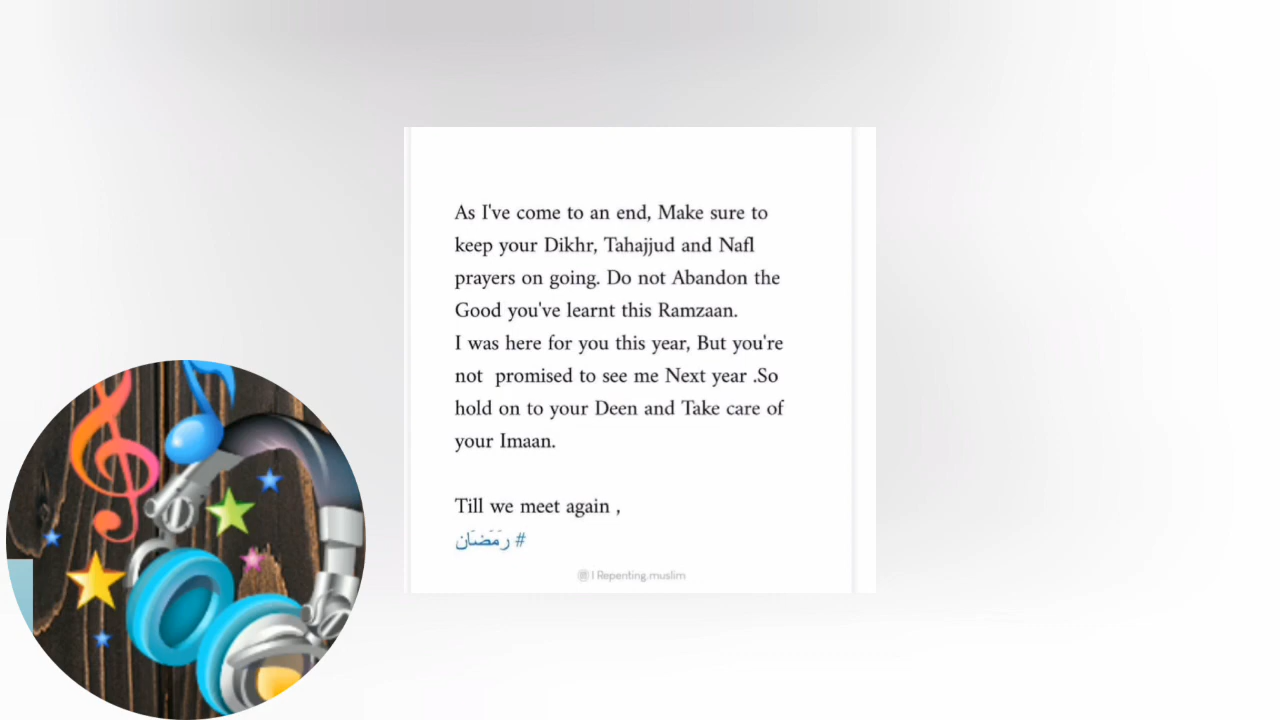 As I've come to an end, Make sure to
keep your Dikhr, Tahajjud and Nafl
prayers on going. Do not Abandon the
Good you've learnt this Ramzaan.
I was here for you this year, But you're
not promised to see me Next year .So
hold on to your Deen and Take care of
your Imaan.
Till we meet again ,
# رَمَضَان
I Repenting.muslim